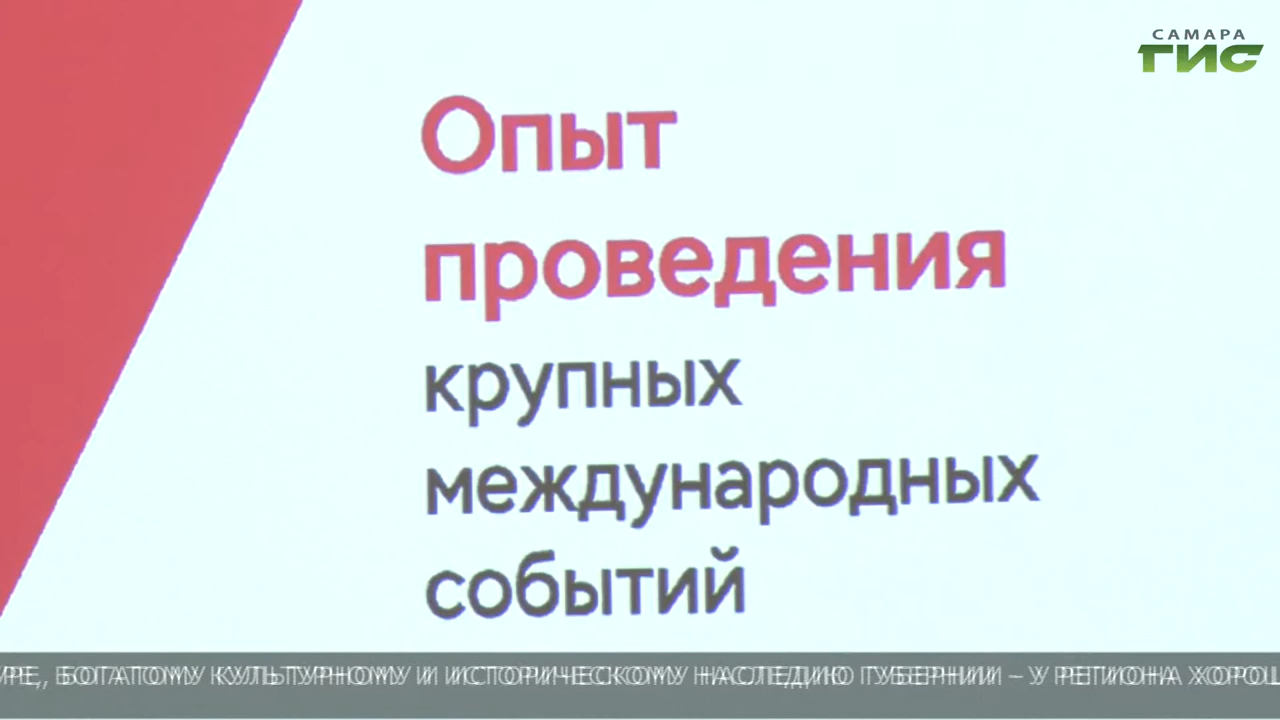 САМАРА
ГИС
Опыт
проведения
крупных
международных
событий
БОГАТОМУ КУЛЬТУРНОМУ И ИСТОРИЧЕСКОМУ НАСЛЕДИЮ ГУБЕРНИИ – У РЕГИОНА